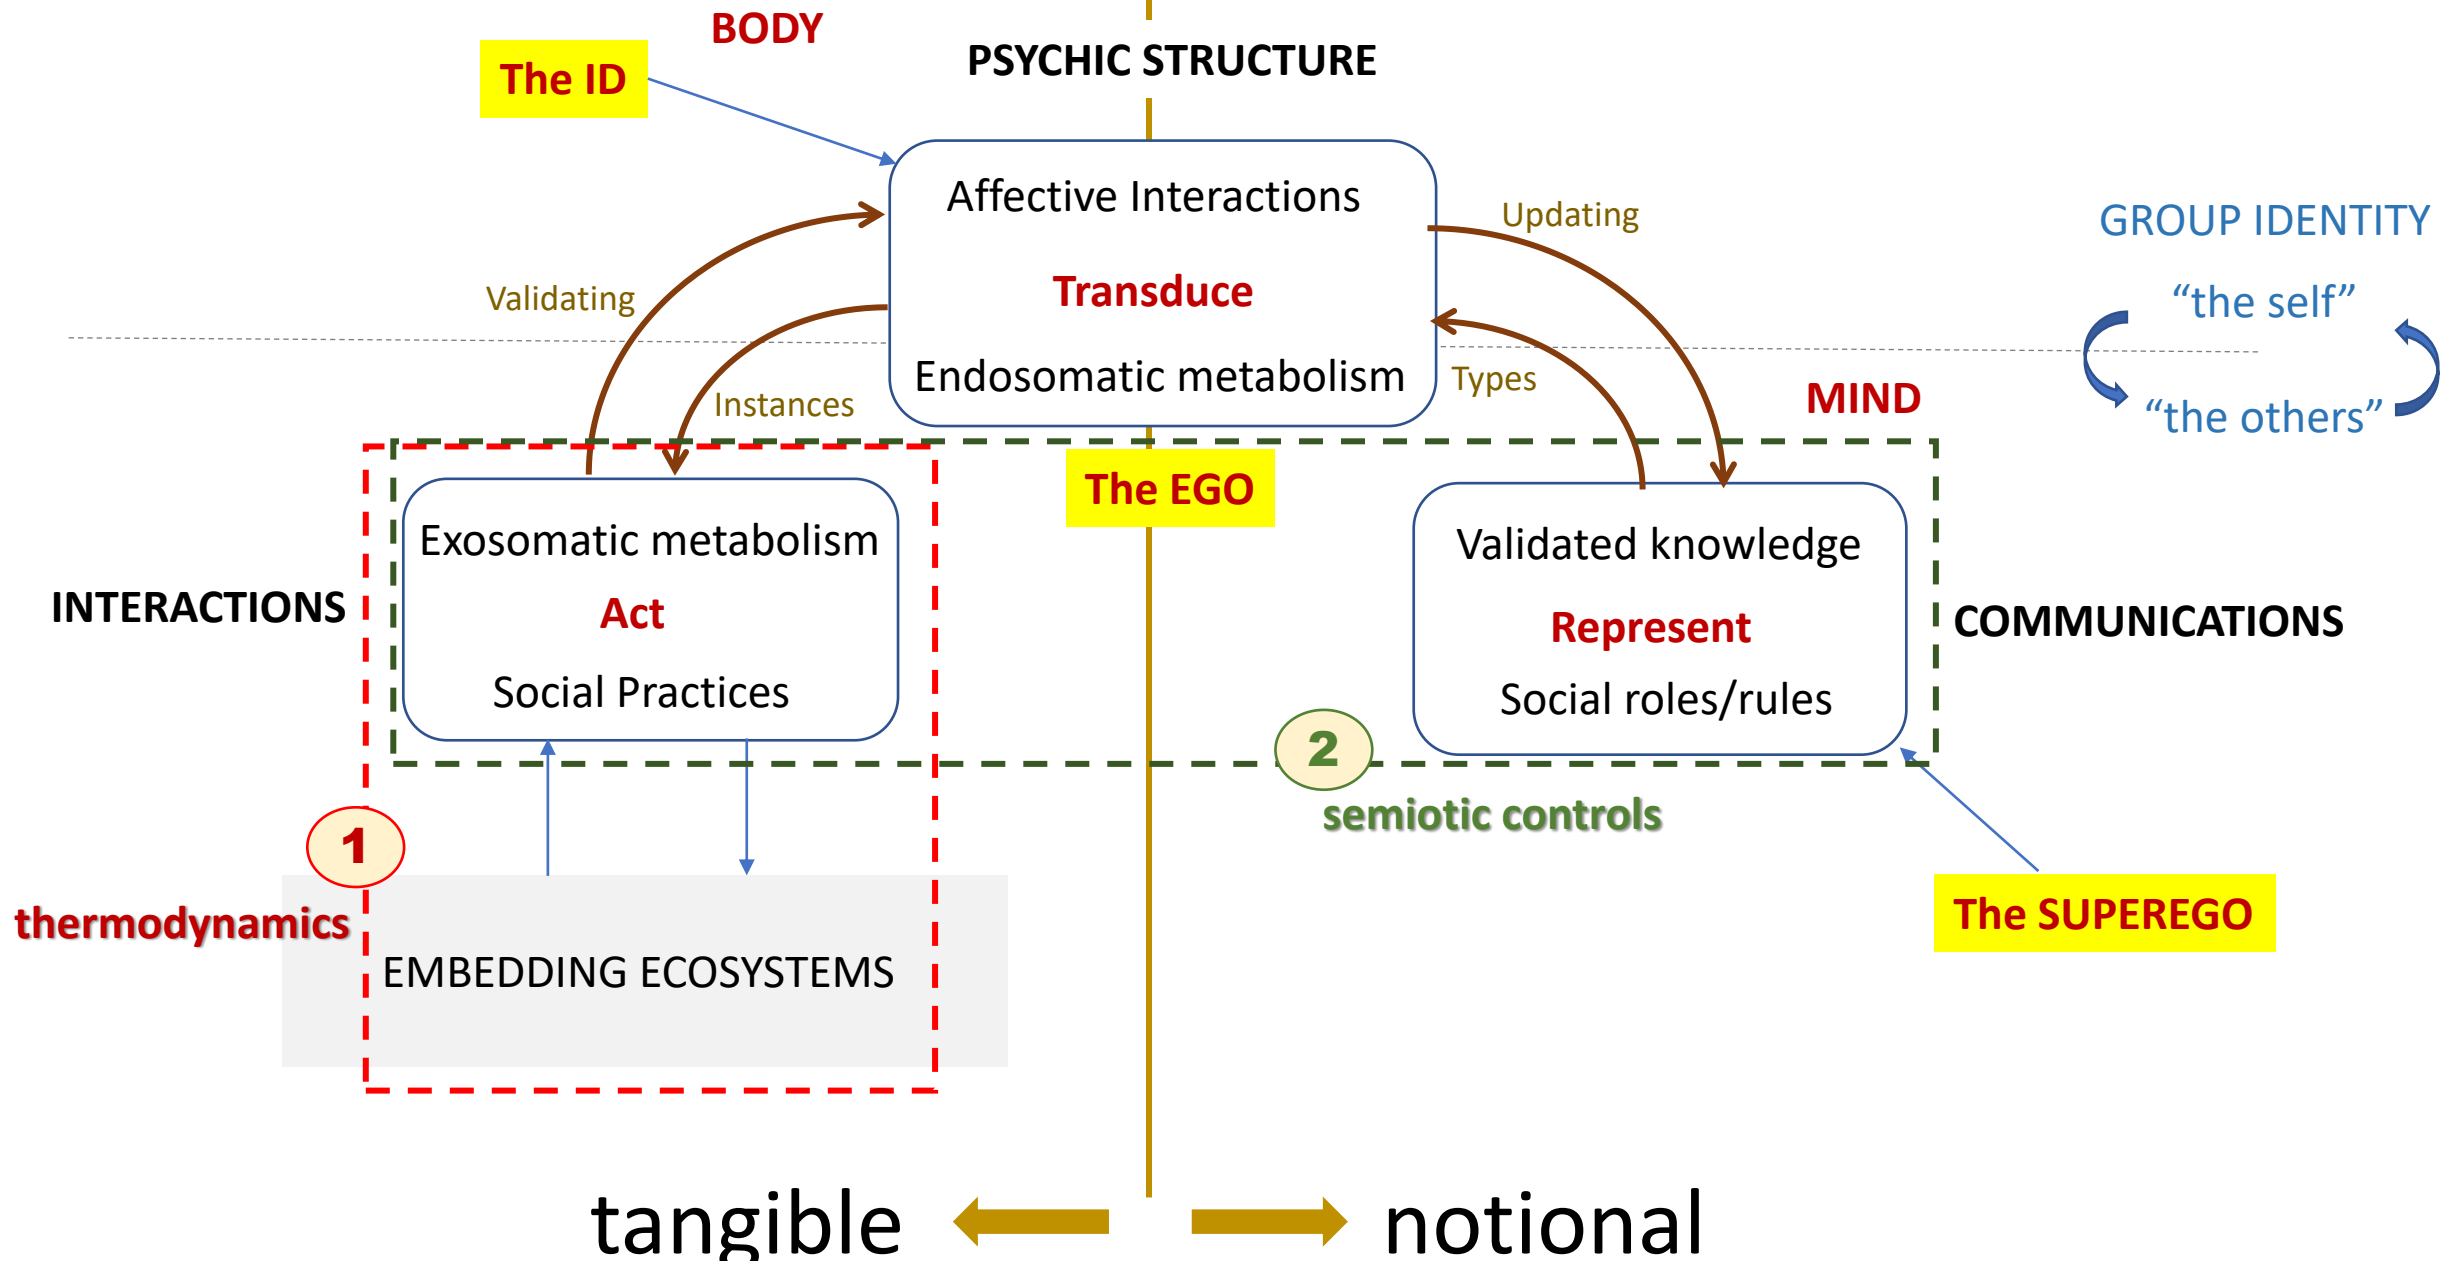 BODY
The ID
PSYCHIC STRUCTURE
Affective Interactions
Transduce
Endosomatic metabolism
Validating
Instances
Updating
Types
GROUP IDENTITY
“the self”
“the others”
MIND
The EGO
INTERACTIONS
Exosomatic metabolism
Act
Social Practices
Validated knowledge
Represent
Social roles/rules
COMMUNICATIONS
2
semiotic controls
1
thermodynamics
EMBEDDING ECOSYSTEMS
The SUPEREGO
tangible
notional